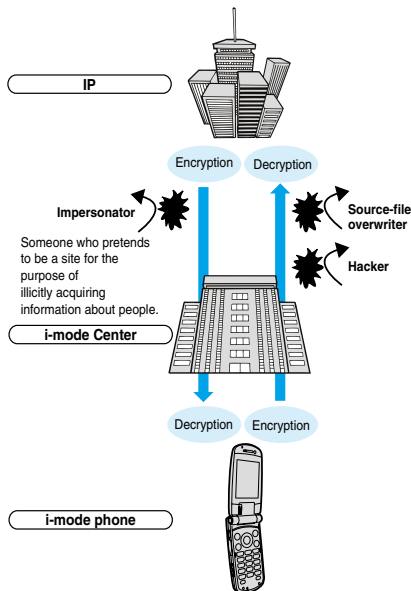 IP
Encryption
Decryption
Impersonator
Someone who pretends
to be a site for the
purpose of
illicitly acquiring
information about people.
Source-file
overwriter
Hacker
i-mode Center
Decryption
Encryption
i-mode phone